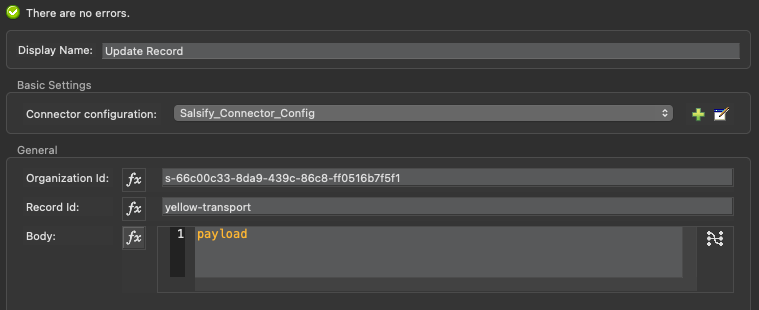 There are no errors.
Display Name: Update Record
Basic Settings
Connector configuration: Salsify_Connector_Config
General
Organization Id: fx s-66c00c33-8da9-439c-86c8-ff0516b7f5f1
Record Id: fx yellow-transport
Body: fx 1 payload